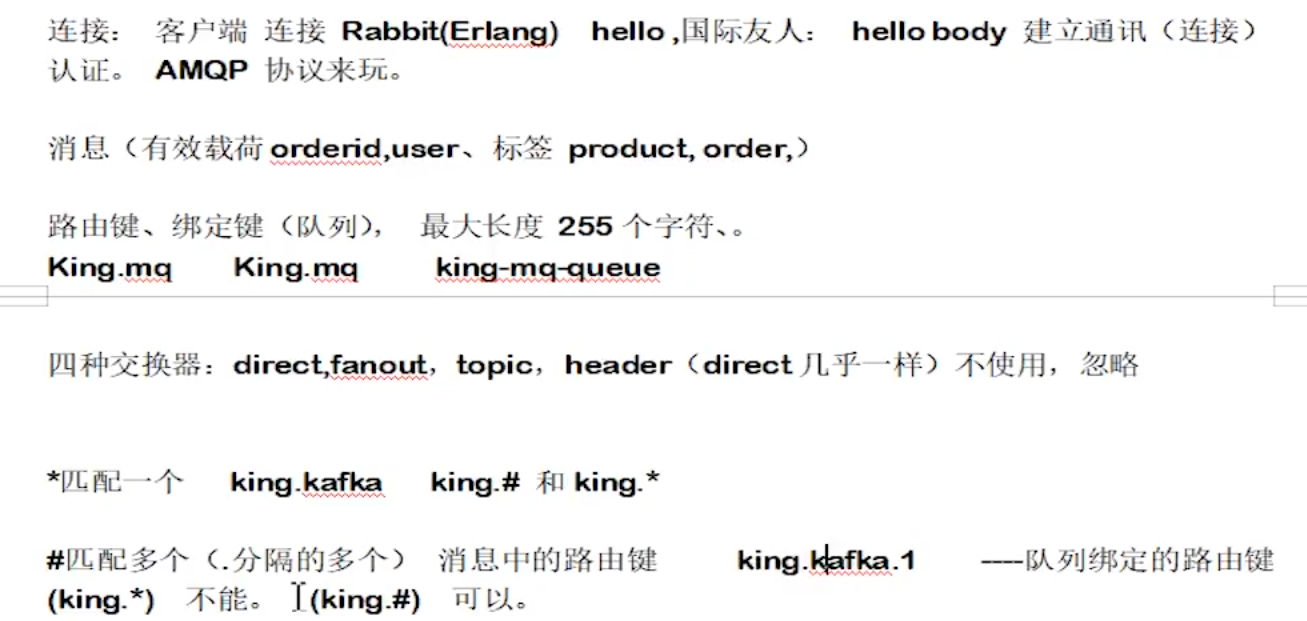 连接： 客户端 连接 Rabbit(Erlang) hello ,国际友人： hello body 建立通讯（连接）
认证。 AMQP 协议来玩。
消息（有效载荷 orderid,user、标签 product, order,）
路由键、绑定键（队列）， 最大长度 255 个字符、。
King.mq King.mq king-mq-queue
四种交换器：direct,fanout，topic，header（direct 几乎一样）不使用，忽略
*匹配一个 king.kafka king.# 和 king.*
#匹配多个（.分隔的多个） 消息中的路由键 king.kafka.1 ----队列绑定的路由键
(king.*) 不能。 (king.#) 可以。